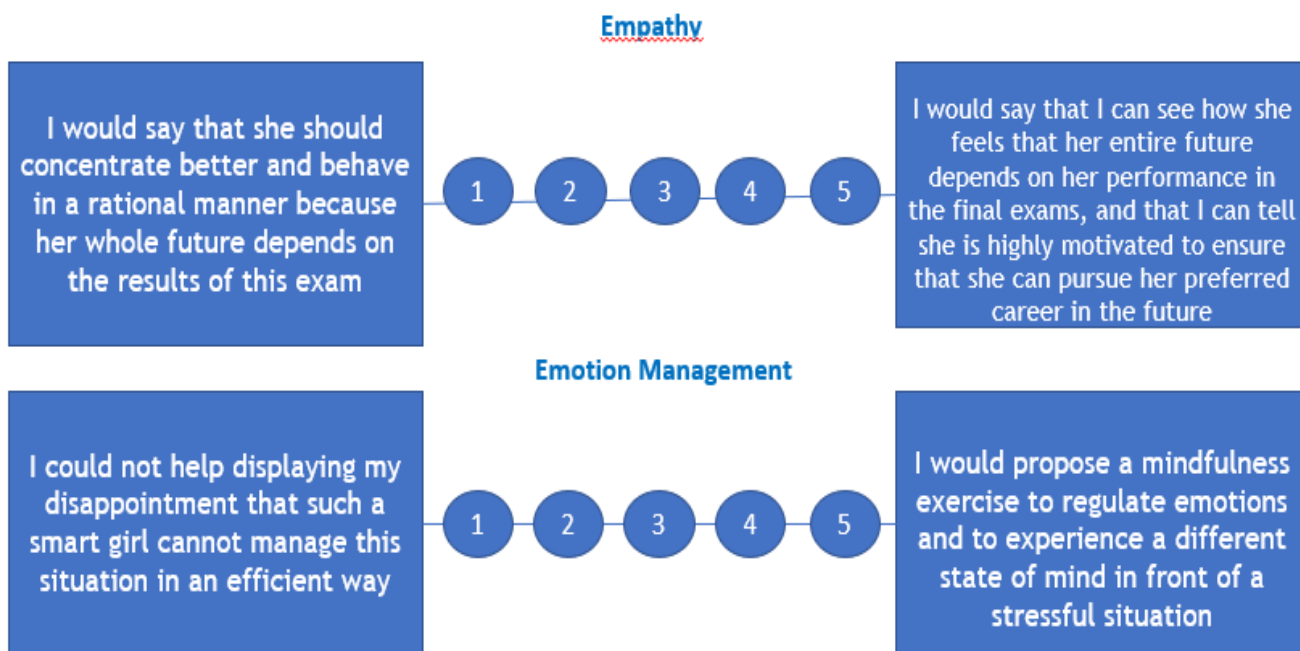 Empathy
I would say that she should
concentrate better and behave
in a rational manner because
her whole future depends on
the results of this exam
1 2 3 4 5
I would say that I can see how she
feels that her entire future
depends on her performance in
the final exams, and that I can tell
she is highly motivated to ensure
that she can pursue her preferred
career in the future
Emotion Management
I could not help displaying my
disappointment that such a
smart girl cannot manage this
situation in an efficient way
1 2 3 4 5
I would propose a mindfulness
exercise to regulate emotions
and to experience a different
state of mind in front of a
stressful situation